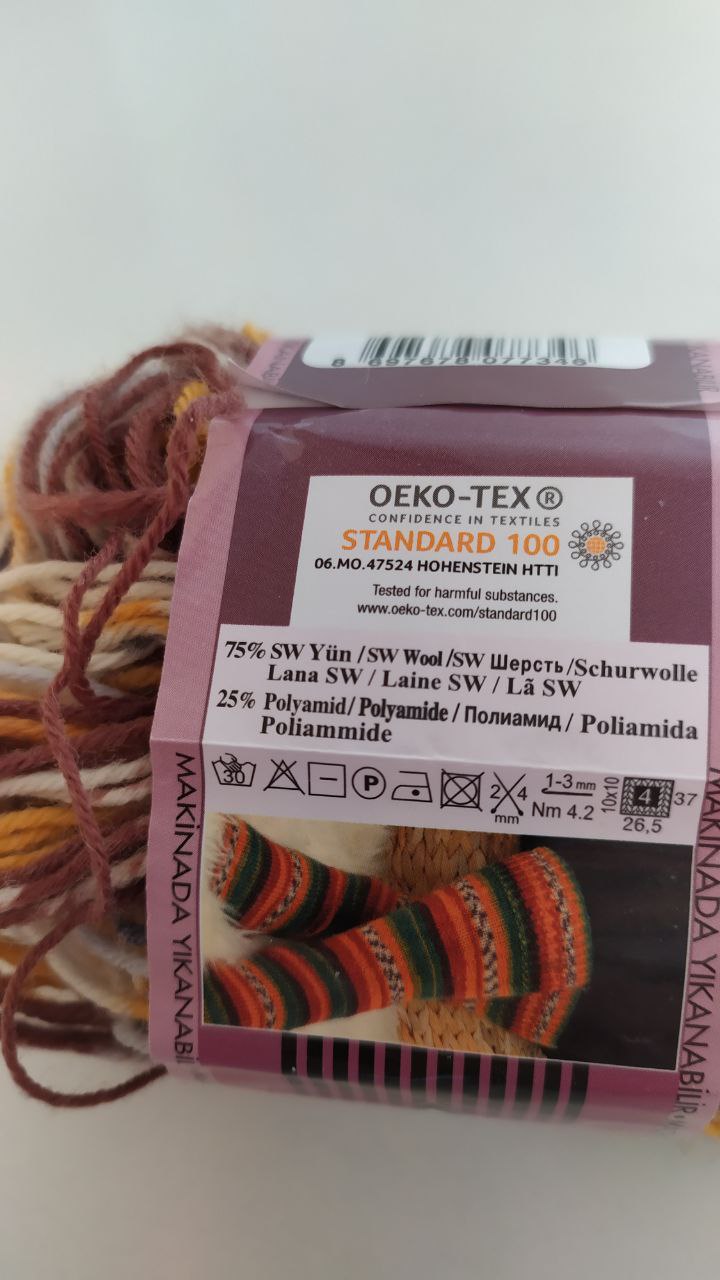 8 697678 077346
OEKO-TEX®
CONFIDENCE IN TEXTILES
STANDARD 100
06.MO.47524 HOHENSTEIN HTTI
Tested for harmful substances.
www.oeko-tex.com/standard100
75% SW Yün /SW Wool /SW Шерсть /Schurwolle
Lana SW / Laine SW / Lã SW
25% Polyamid/ Polyamide / Полиамид / Poliamida
Poliammide
30
P
2 4
mm
1-3 mm
Nm 4.2
10x10
4
37
26,5
MAKİNADA YIKANABİL
MAKİNADA YIKANABİLİR